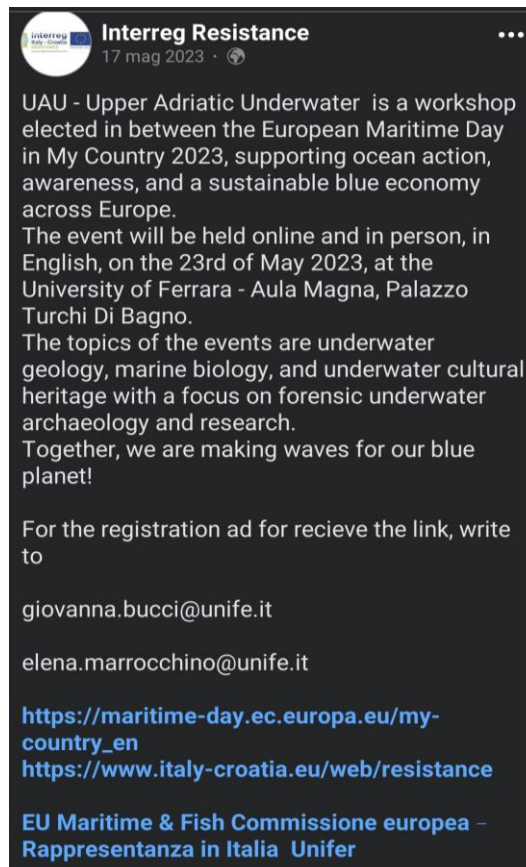 interreg
Italy - Croatia
RESISTANCE
Interreg Resistance
17 mag 2023 ·
UAU - Upper Adriatic Underwater is a workshop
elected in between the European Maritime Day
in My Country 2023, supporting ocean action,
awareness, and a sustainable blue economy
across Europe.
The event will be held online and in person, in
English, on the 23rd of May 2023, at the
University of Ferrara - Aula Magna, Palazzo
Turchi Di Bagno.
The topics of the events are underwater
geology, marine biology, and underwater cultural
heritage with a focus on forensic underwater
archaeology and research.
Together, we are making waves for our blue
planet!
For the registration ad for recieve the link, write
to
giovanna.bucci@unife.it
elena.marrocchino@unife.it
https://maritime-day.ec.europa.eu/my-
country_en
https://www.italy-croatia.eu/web/resistance
EU Maritime & Fish Commissione europea –
Rappresentanza in Italia Unifer